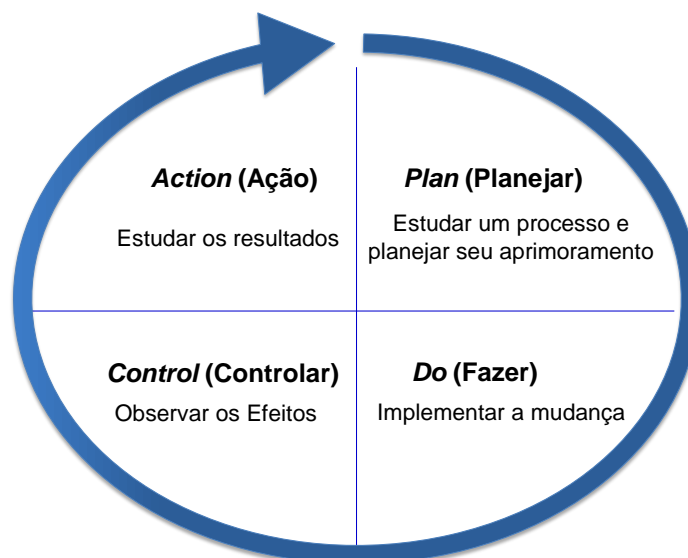 Action (Ação)
Estudar os resultados
Plan (Planejar)
Estudar um processo e
planejar seu aprimoramento
Control (Controlar)
Observar os Efeitos
Do (Fazer)
Implementar a mudança